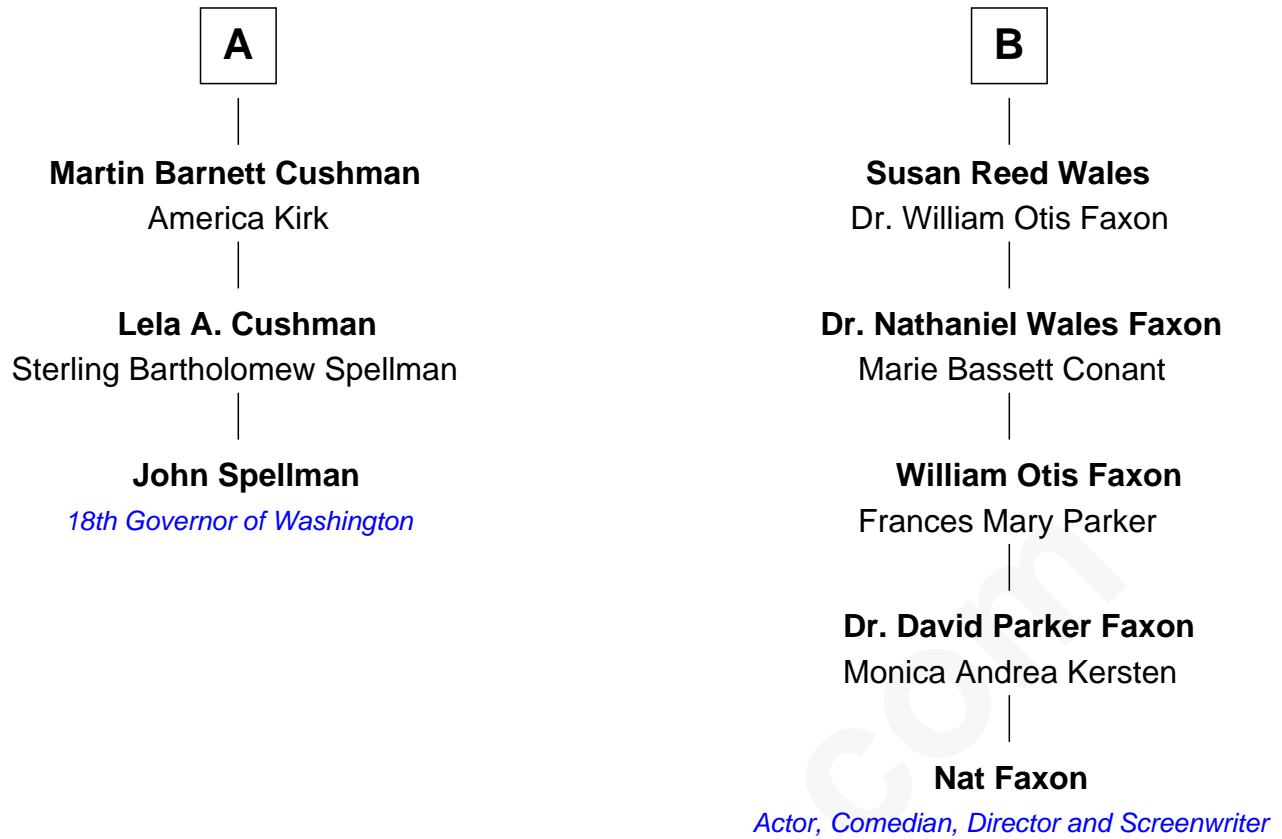 A
Martin Barnett Cushman
America Kirk
Lela A. Cushman
Sterling Bartholomew Spellman
John Spellman
18th Governor of Washington
B
Susan Reed Wales
Dr. William Otis Faxon
Dr. Nathaniel Wales Faxon
Marie Bassett Conant
William Otis Faxon
Frances Mary Parker
Dr. David Parker Faxon
Monica Andrea Kersten
Nat Faxon
Actor, Comedian, Director and Screenwriter
com